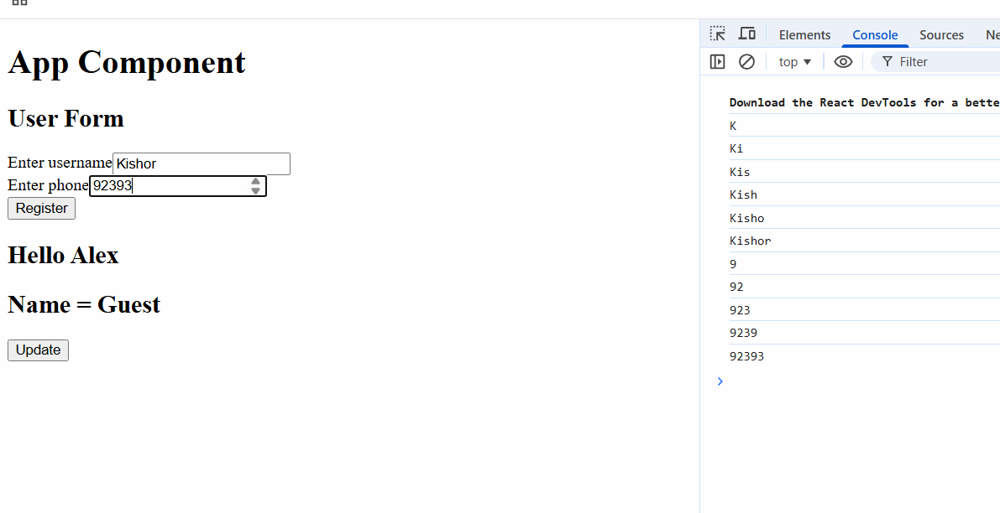 App Component
User Form
Enter username Kishor
Enter phone 92393
Register
Hello Alex
Name = Guest
Update
Elements Console Sources Ne
top Filter
Download the React DevTools for a bette
K
Ki
Kis
Kish
Kisho
Kishor
9
92
923
9239
92393